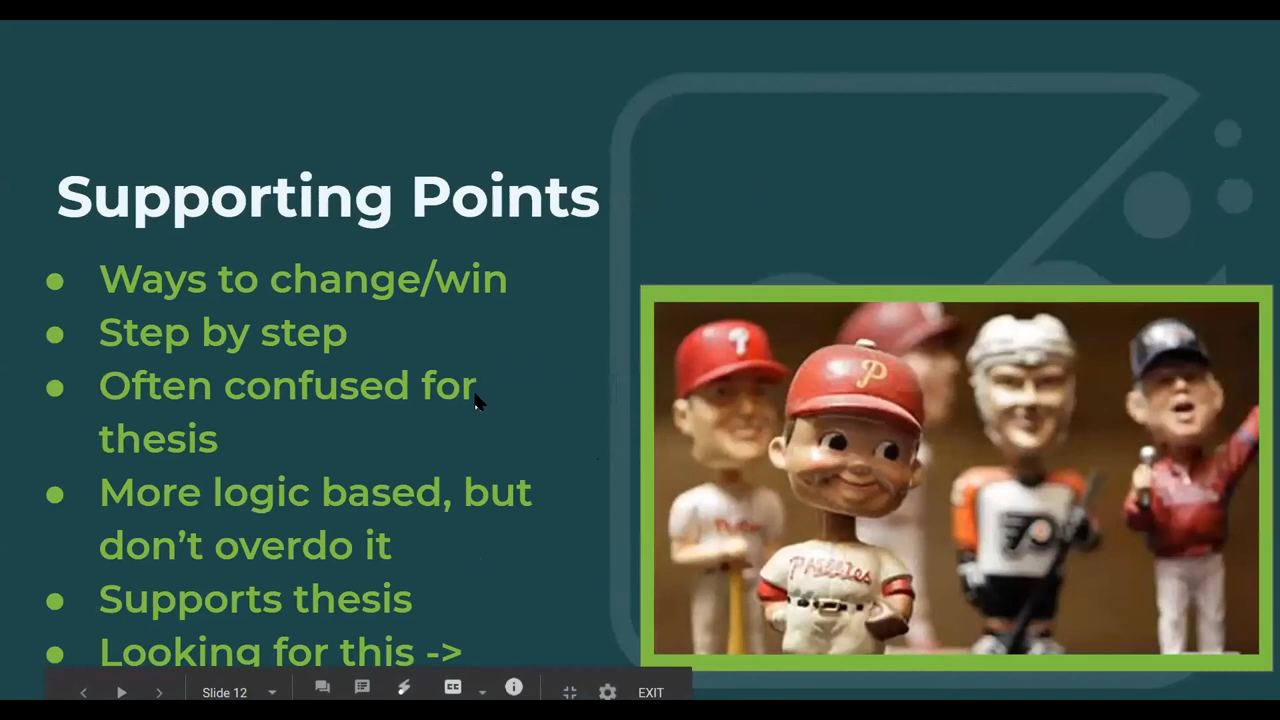 Supporting Points
● Ways to change/win
● Step by step
● Often confused for
thesis
● More logic based, but
don’t overdo it
● Supports thesis
● Looking for this ->
P
P
Phillies
Slide 12
CC
EXIT